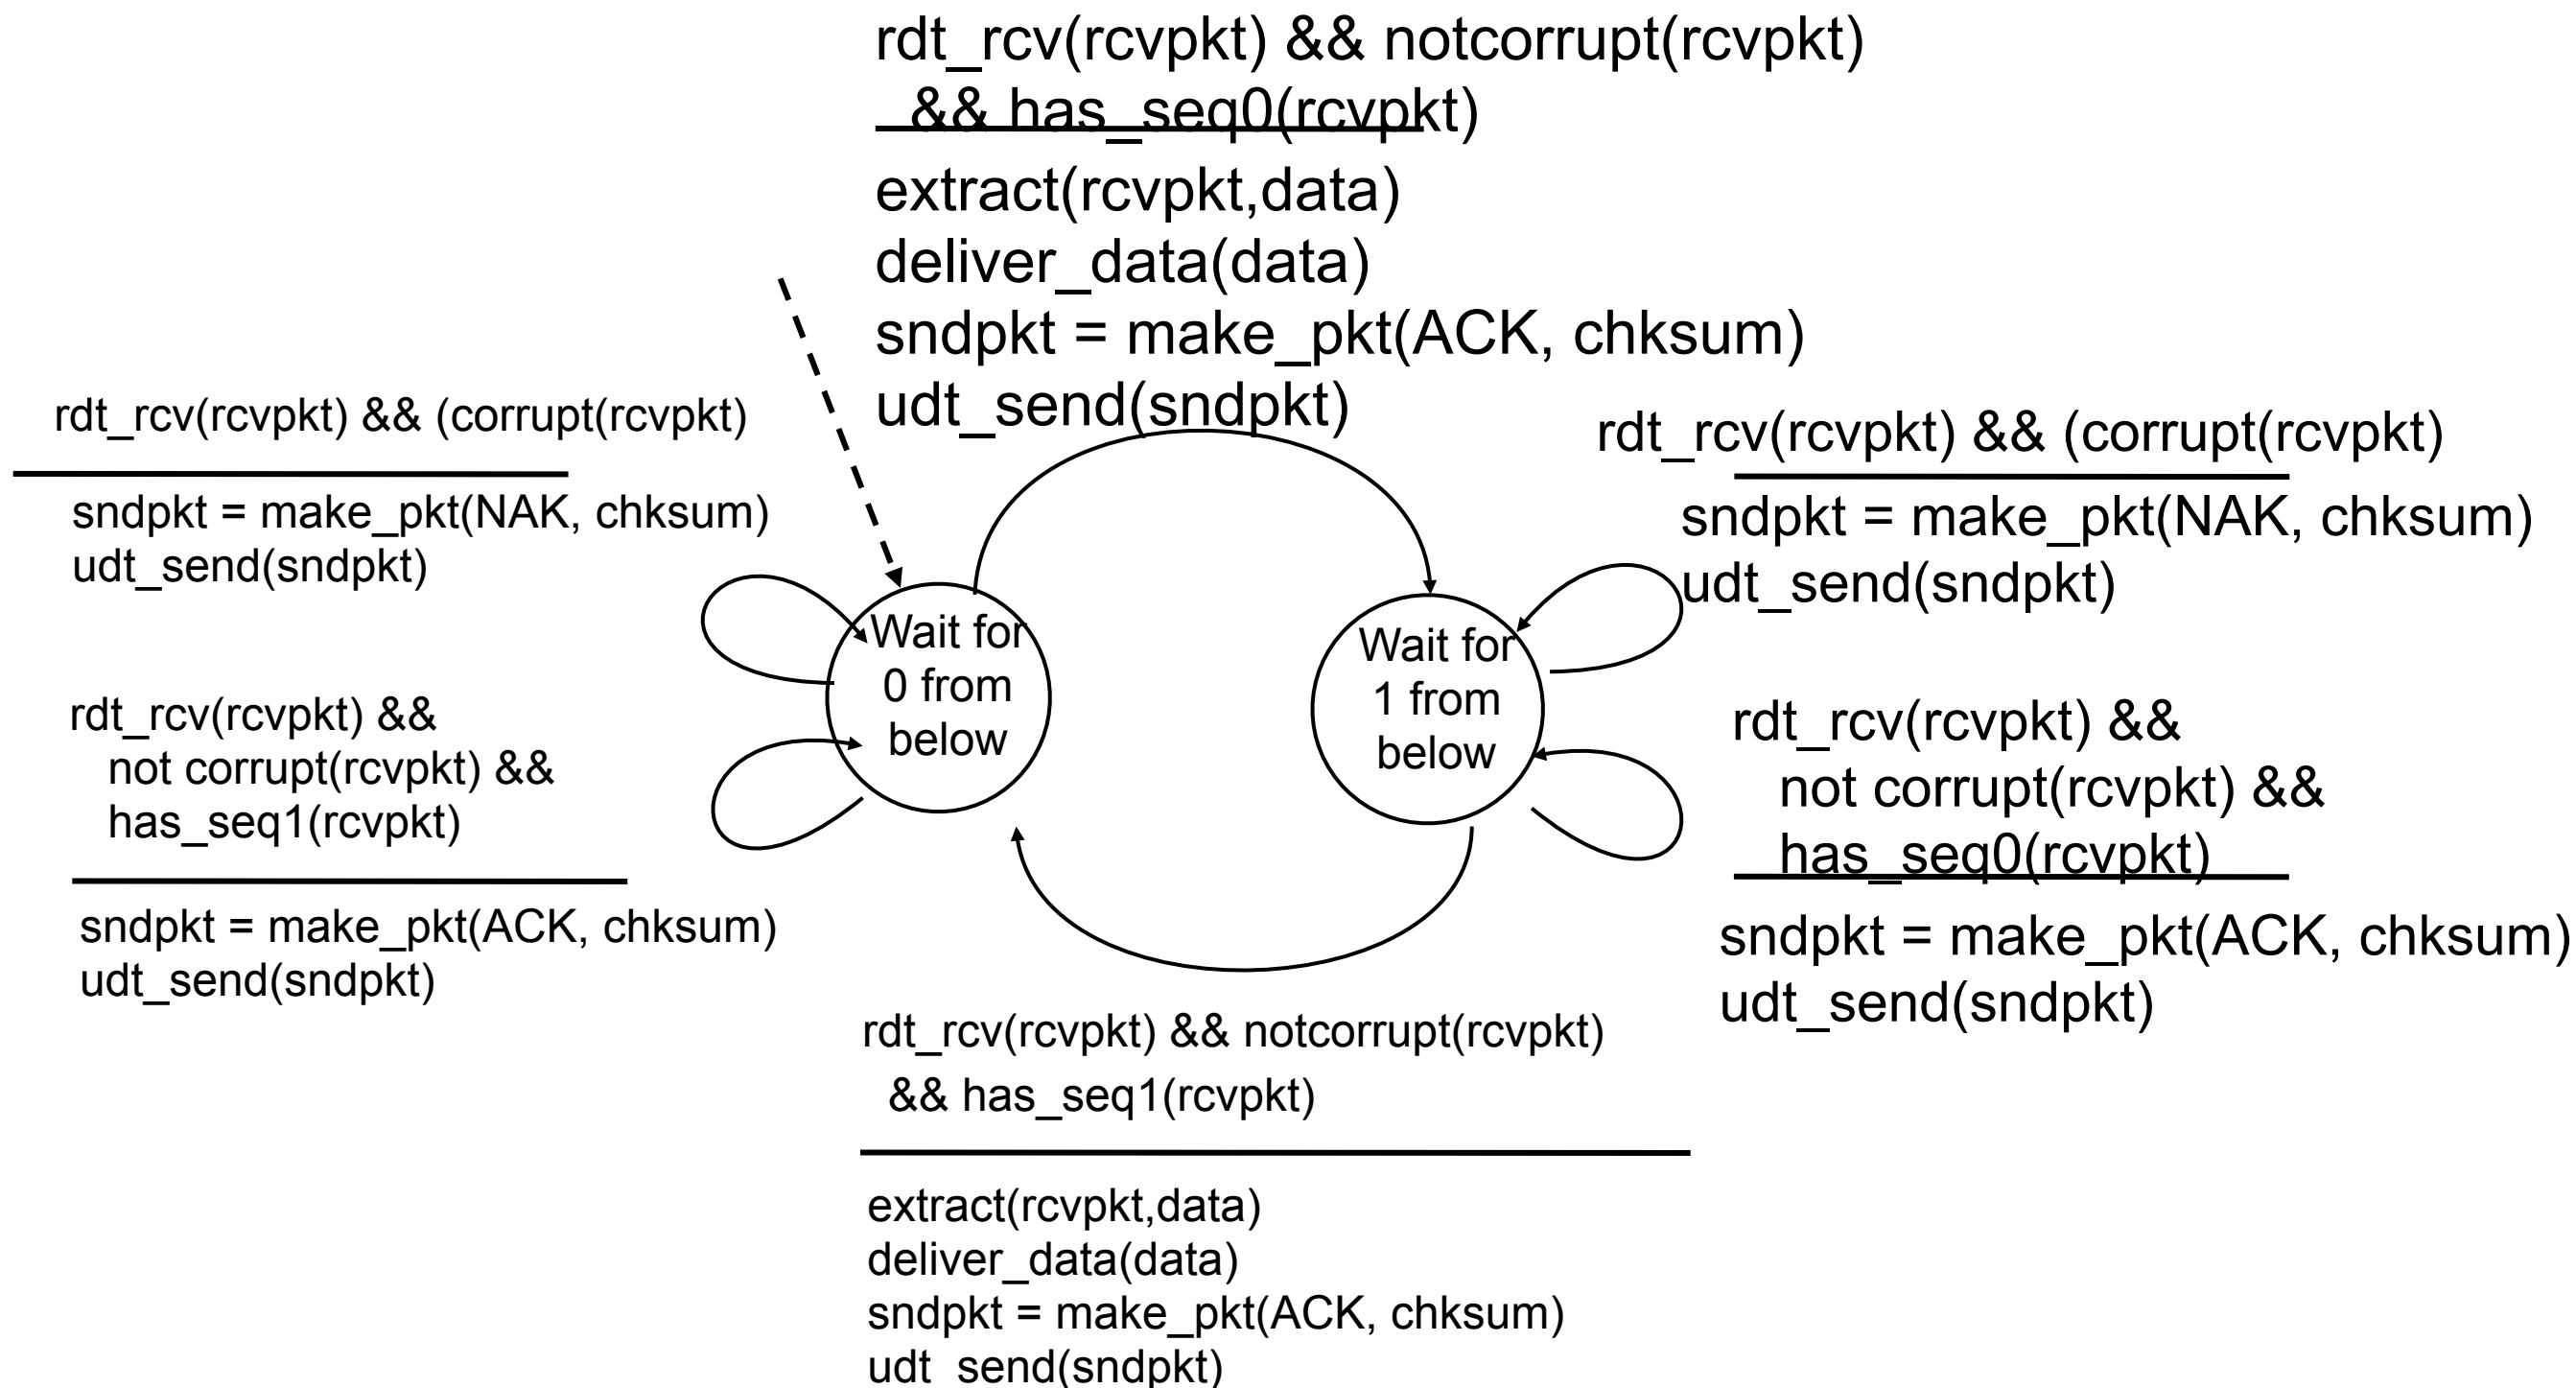 rdt_rcv(rcvpkt) && notcorrupt(rcvpkt)
&& has_seq0(rcvpkt)
extract(rcvpkt,data)
deliver_data(data)
sndpkt = make_pkt(ACK, chksum)
udt_send(sndpkt)
rdt_rcv(rcvpkt) && (corrupt(rcvpkt)
sndpkt = make_pkt(NAK, chksum)
udt_send(sndpkt)
rdt_rcv(rcvpkt) &&
not corrupt(rcvpkt) &&
has_seq1(rcvpkt)
sndpkt = make_pkt(ACK, chksum)
udt_send(sndpkt)
Wait for
0 from
below
Wait for
1 from
below
rdt_rcv(rcvpkt) && (corrupt(rcvpkt)
sndpkt = make_pkt(NAK, chksum)
udt_send(sndpkt)
rdt_rcv(rcvpkt) &&
not corrupt(rcvpkt) &&
has_seq0(rcvpkt)
sndpkt = make_pkt(ACK, chksum)
udt_send(sndpkt)
rdt_rcv(rcvpkt) && notcorrupt(rcvpkt)
&& has_seq1(rcvpkt)
extract(rcvpkt,data)
deliver_data(data)
sndpkt = make_pkt(ACK, chksum)
udt_send(sndpkt)